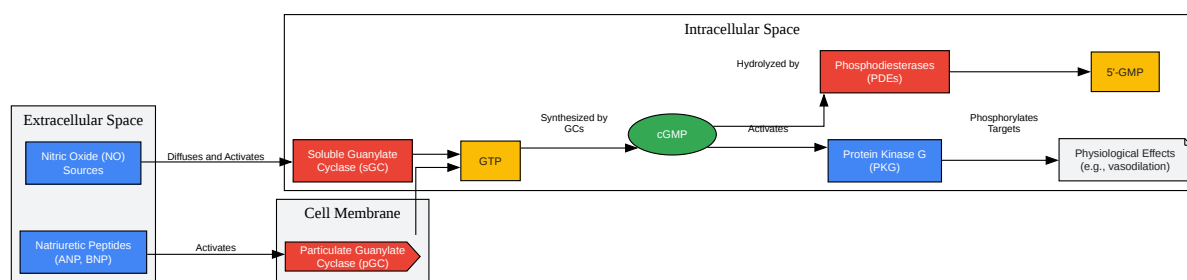 Intracellular Space
Hydrolyzed by
Phosphodiesterases
(PDEs)
5'-GMP
Extracellular Space
Nitric Oxide (NO)
Sources
Diffuses and Activates
Soluble Guanylate
Cyclase (sGC)
GTP
Synthesized by
GCs
cGMP
Activates
Protein Kinase G
(PKG)
Phosphorylates
Targets
Physiological Effects
(e.g., vasodilation)
Cell Membrane
Natriuretic Peptides
(ANP, BNP)
Activates
Particulate Guanylate
Cyclase (pGC)